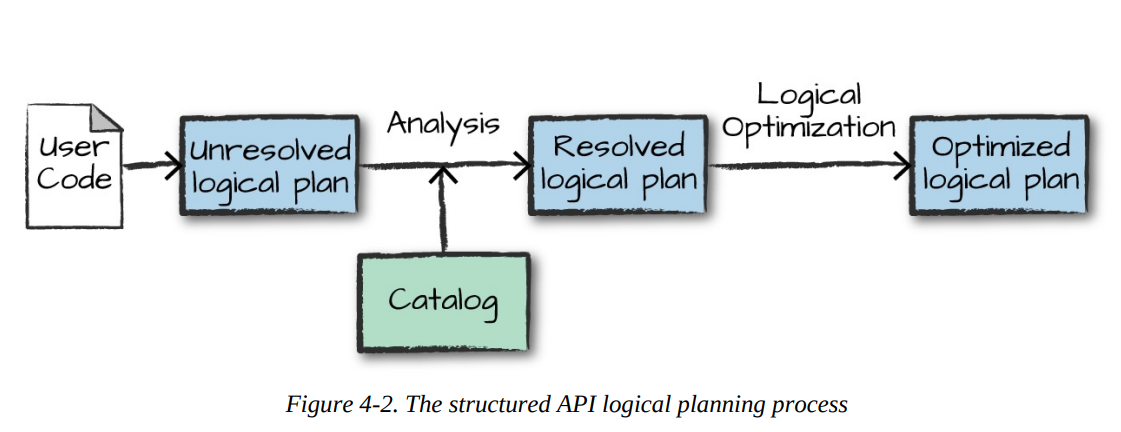 User
Code
Unresolved
logical plan
Analysis
Resolved
logical plan
Logical
Optimization
Optimized
logical plan
Catalog
Figure 4-2. The structured API logical planning process